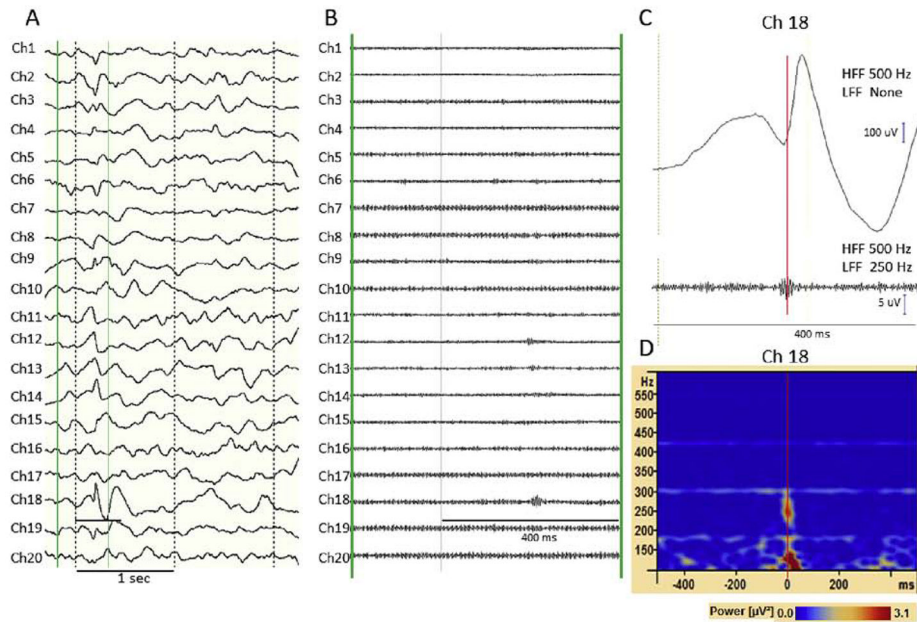 A
Ch1
Ch2
Ch3
Ch4
Ch5
Ch6
Ch7
Ch8
Ch9
Ch10
Ch11
Ch12
Ch13
Ch14
Ch15
Ch16
Ch17
Ch18
Ch19
Ch20
1 sec
B
Ch1
Ch2
Ch3
Ch4
Ch5
Ch6
Ch7
Ch8
Ch9
Ch10
Ch11
Ch12
Ch13
Ch14
Ch15
Ch16
Ch17
Ch18
Ch19
Ch20
400 ms
C
Ch 18
HFF 500 Hz
LFF None
100 uV
HFF 500 Hz
LFF 250 Hz
5 uV
400 ms
D
Ch 18
Hz
550
500
450
400
350
300
250
200
150
100
-400 -200 0 200 ms
Power [µV²] 0.0 3.1